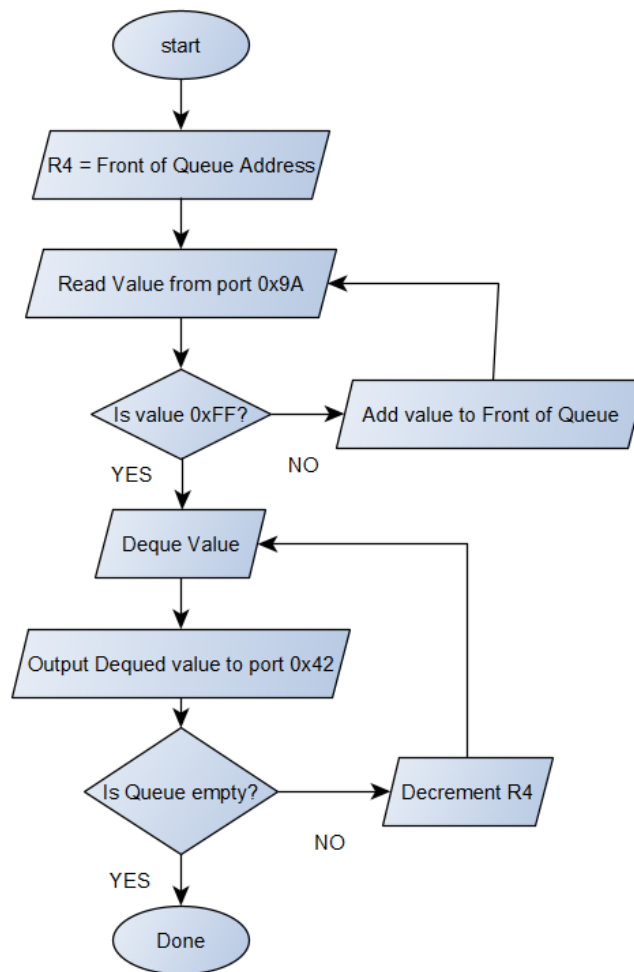 start
R4 = Front of Queue Address
Read Value from port 0x9A
Is value 0xFF?
Add value to Front of Queue
YES
NO
Deque Value
Output Dequed value to port 0x42
Is Queue empty?
Decrement R4
NO
YES
Done